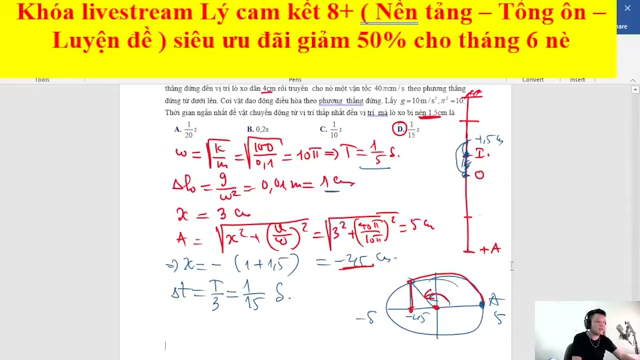 Khóa livestream Lý cam kết 8+ ( Nền tảng – Tổng ôn –
Luyện đề ) siêu ưu đãi giảm 50% cho tháng 6 nè
thẳng đứng đến vị trí lò xo dãn 4cm rồi truyền cho nó một vận tốc 40π cm / s theo phương thẳng
đứng từ dưới lên. Coi vật dao động điều hòa theo phương thẳng đứng. Lấy g = 10 m / s², π² = 10
Thời gian ngắn nhất để vật chuyển động từ vị trí thấp nhất đến vị trí mà lò xo bị nén 1,5cm là
A. 1/20 s B. 0,2s C. 1/10 s D. 1/15 s
ω = √(k/m) = √(100/0,1) = 10π ⇒ T = 1/5 s.
Δl₀ = g/ω² = 0,01m = 1 cm
x = 3 cm
A = √(x² + (v/ω)²) = √(3² + (40π/10π)²) = 5 cm
⇒ x = - (1 + 1,5) = -2,5 cm.
Δt = T/3 = 1/15 s.
-1,5 cm
I.
O
+A
A
-5 -2,5 5